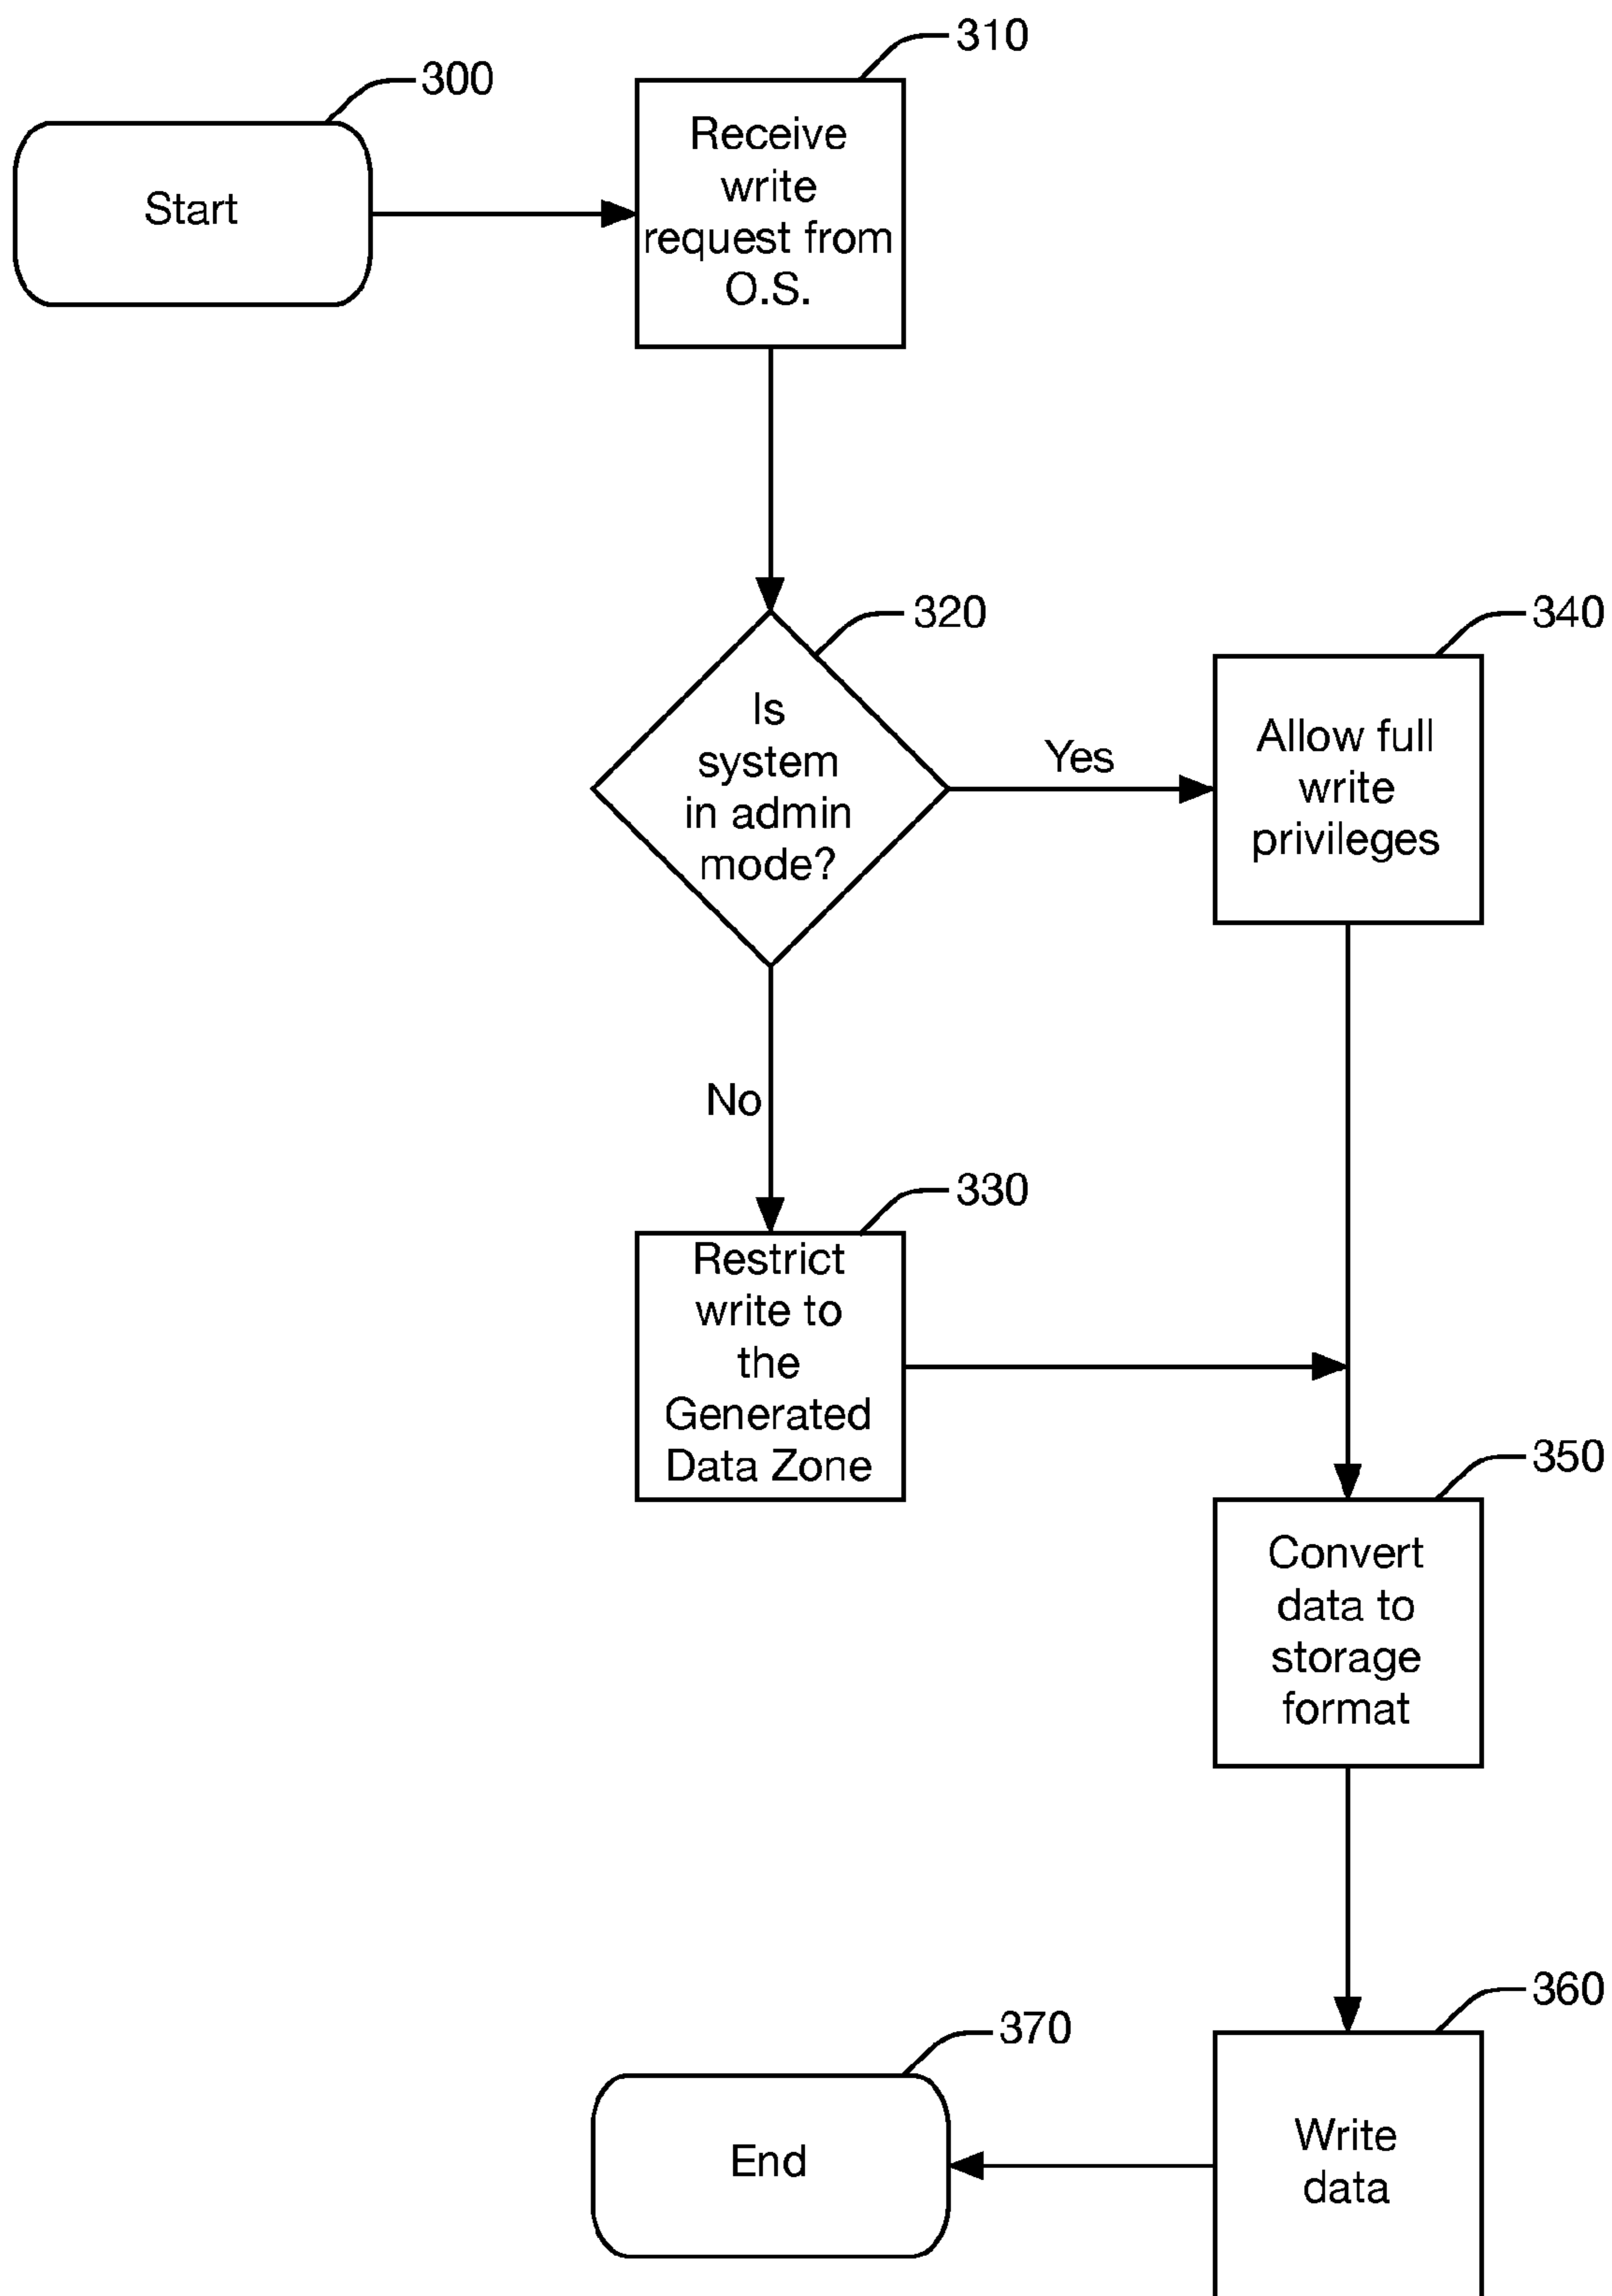 310
300
Start
Receive
write
request from
O.S.
320
Is
system
in admin
mode?
Yes
340
Allow full
write
privileges
No
330
Restrict
write to
the
Generated
Data Zone
350
Convert
data to
storage
format
360
Write
data
370
End